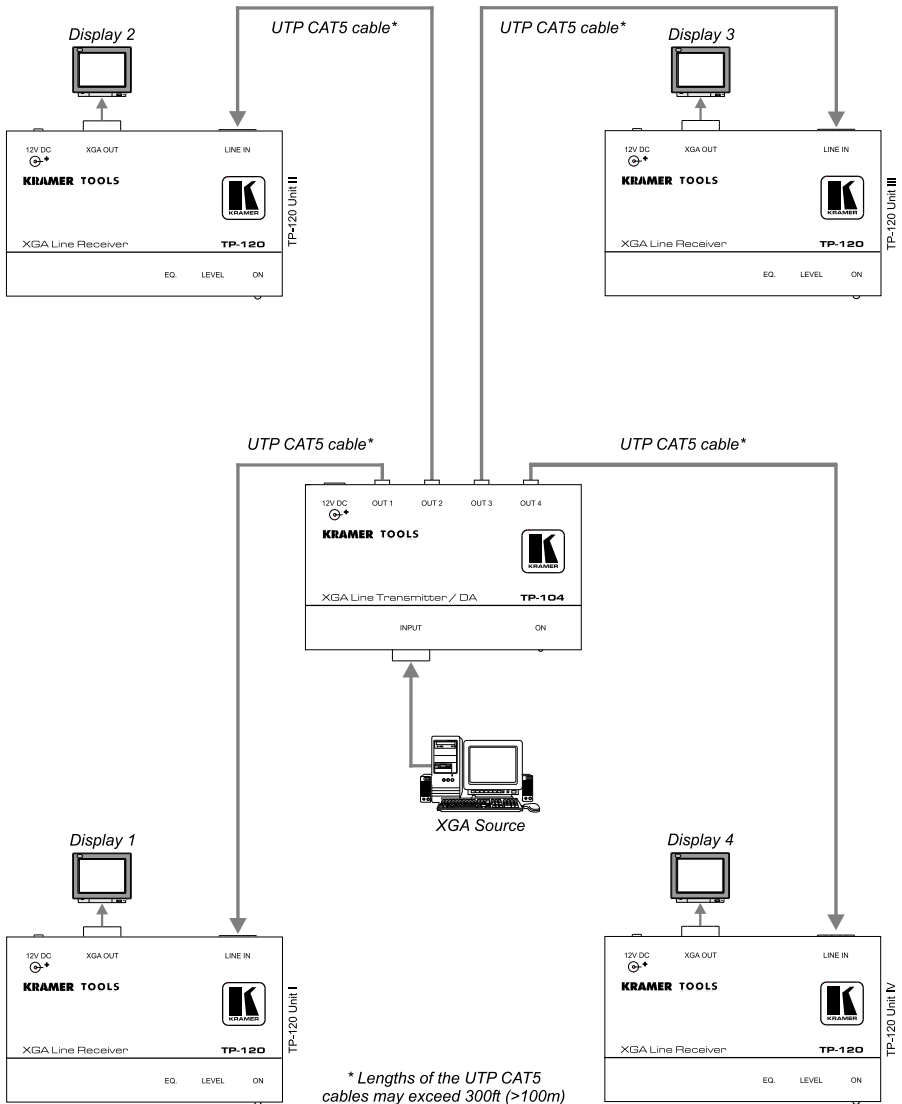 UTP CAT5 cable*
UTP CAT5 cable*
Display 2
Display 3
12V DC
XGA OUT
LINE IN
KRAMER TOOLS
KRAMER
XGA Line Receiver
TP-120
EQ.
LEVEL
ON
TP-120 Unit II
12V DC
XGA OUT
LINE IN
KRAMER TOOLS
KRAMER
XGA Line Receiver
TP-120
EQ.
LEVEL
ON
TP-120 Unit III
UTP CAT5 cable*
UTP CAT5 cable*
12V DC
OUT 1
OUT 2
OUT 3
OUT 4
KRAMER TOOLS
KRAMER
XGA Line Transmitter / DA
TP-104
INPUT
ON
XGA Source
Display 1
Display 4
12V DC
XGA OUT
LINE IN
KRAMER TOOLS
KRAMER
XGA Line Receiver
TP-120
EQ.
LEVEL
ON
TP-120 Unit I
12V DC
XGA OUT
LINE IN
KRAMER TOOLS
KRAMER
XGA Line Receiver
TP-120
EQ.
LEVEL
ON
TP-120 Unit IV
* Lengths of the UTP CAT5
cables may exceed 300ft (>100m)